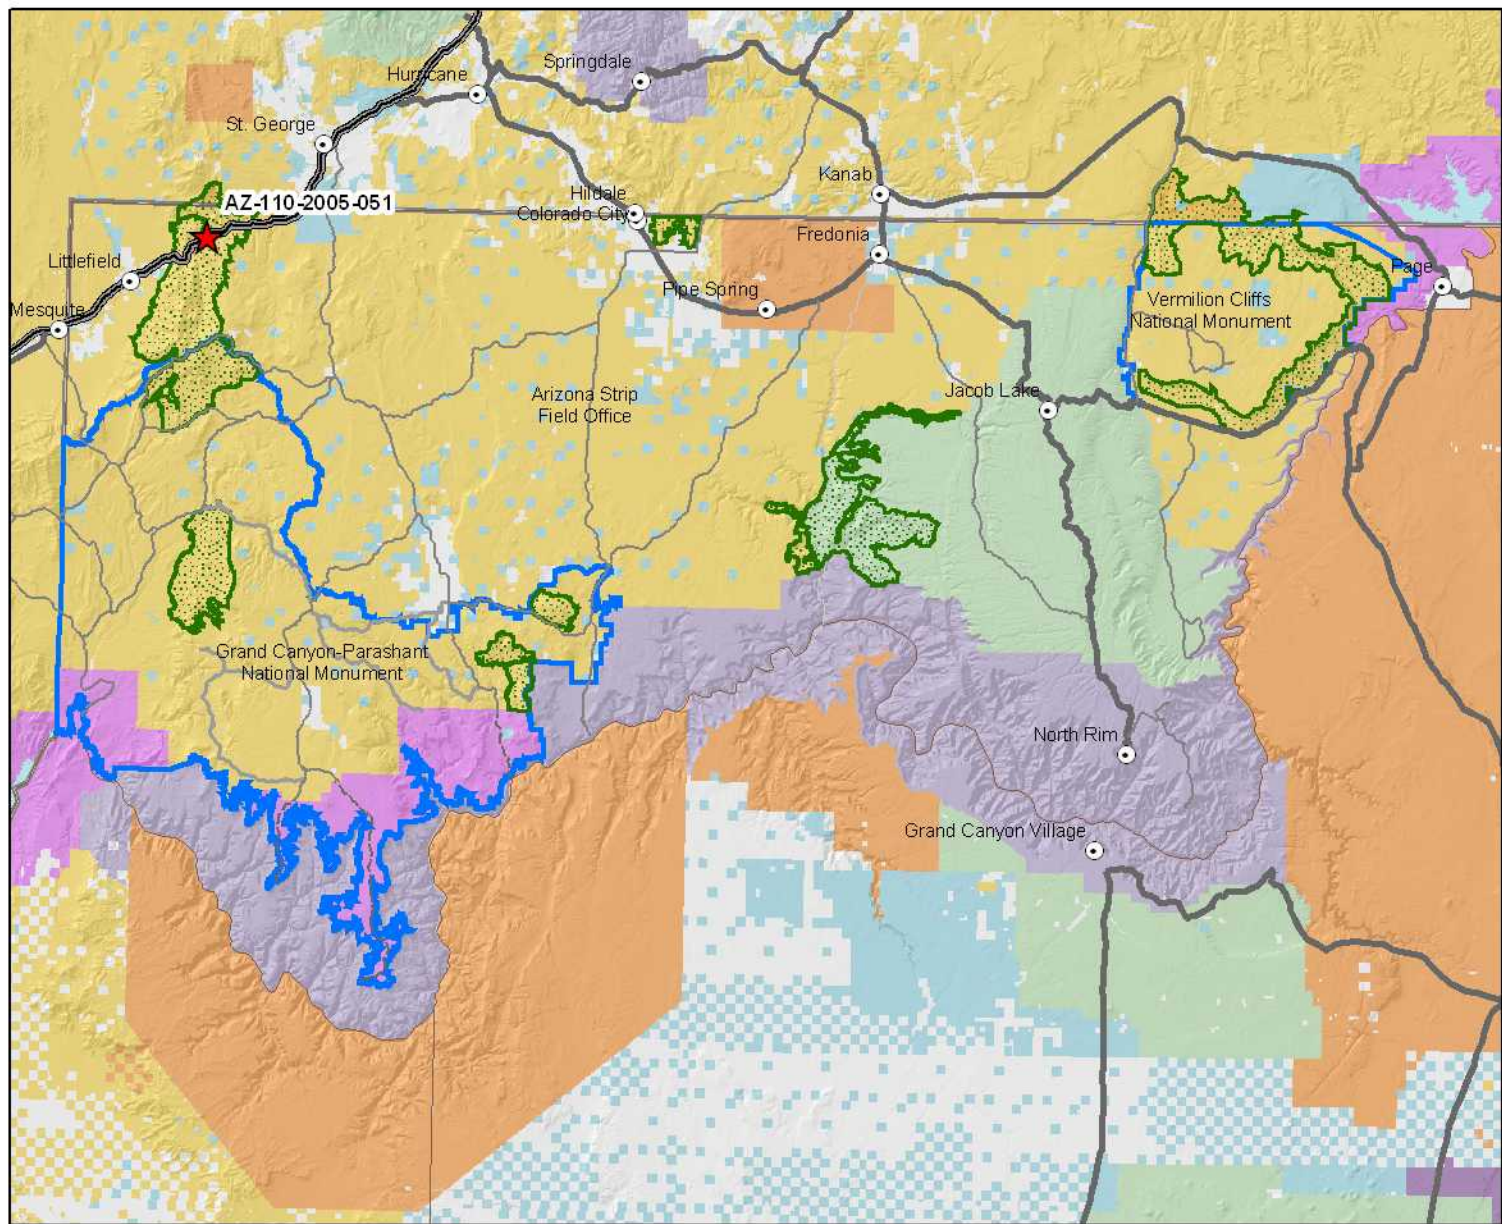 Springdale
Hurricane
St. George
Kanab
Hildale
AZ-110-2005-051
Colorado City
Fredonia
Littlefield
Page
Pipe Spring
Mesquite
Vermilion Cliffs
National Monument
Arizona Strip
Field Office
Jacob Lake
Grand Canyon-Parashant
National Monument
North Rim
Grand Canyon Village